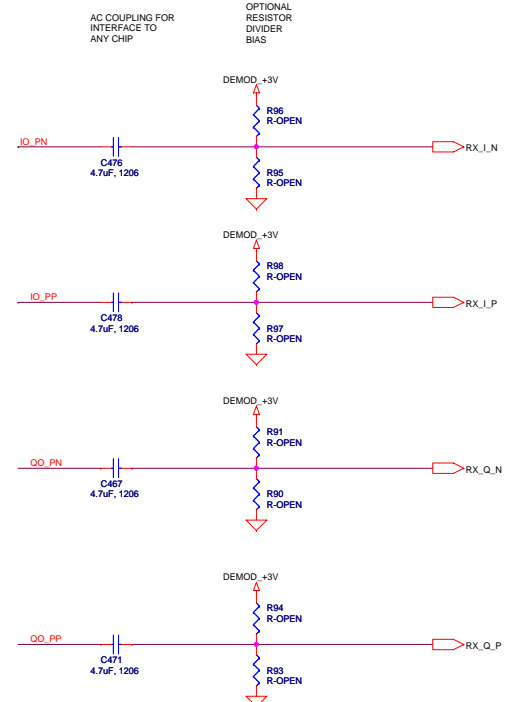 AC COUPLING FOR
INTERFACE TO
ANY CHIP
OPTIONAL
RESISTOR
DIVIDER
BIAS
DEMOD_+3V
R96
R-OPEN
IO_PN
RX_I_N
C476
4.7uF, 1206
R95
R-OPEN
DEMOD_+3V
R98
R-OPEN
IO_PP
RX_I_P
C478
4.7uF, 1206
R97
R-OPEN
DEMOD_+3V
R91
R-OPEN
QO_PN
RX_Q_N
C467
4.7uF, 1206
R90
R-OPEN
DEMOD_+3V
R94
R-OPEN
QO_PP
RX_Q_P
C471
4.7uF, 1206
R93
R-OPEN